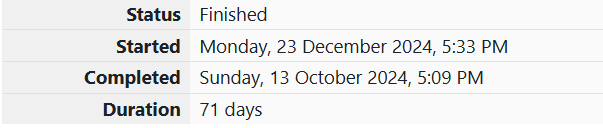 Status Finished
Started Monday, 23 December 2024, 5:33 PM
Completed Sunday, 13 October 2024, 5:09 PM
Duration 71 days